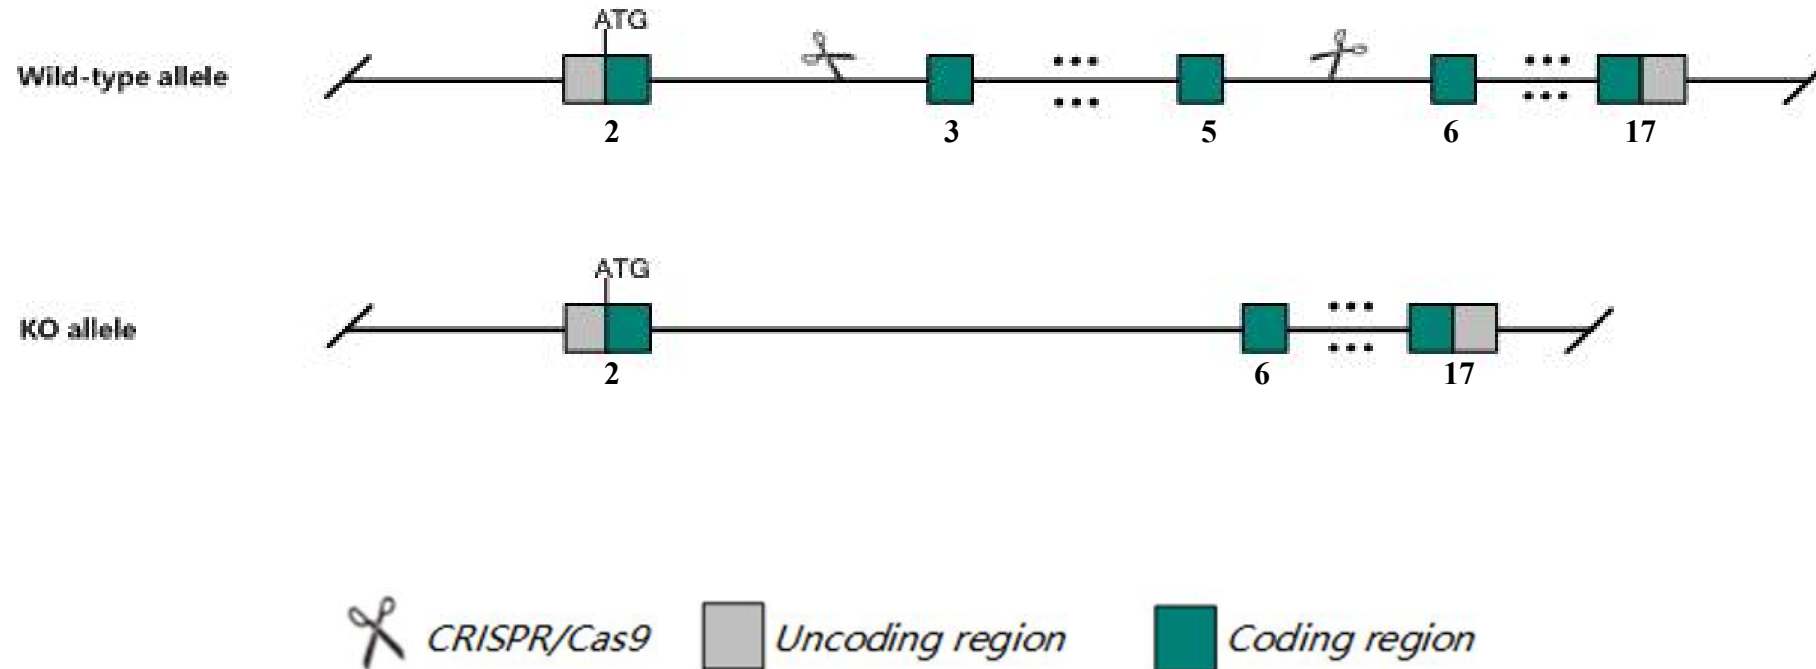 ATG
Wild-type allele
2 3 5 6 17
ATG
KO allele
2 6 17
CRISPR/Cas9 Uncoding region Coding region